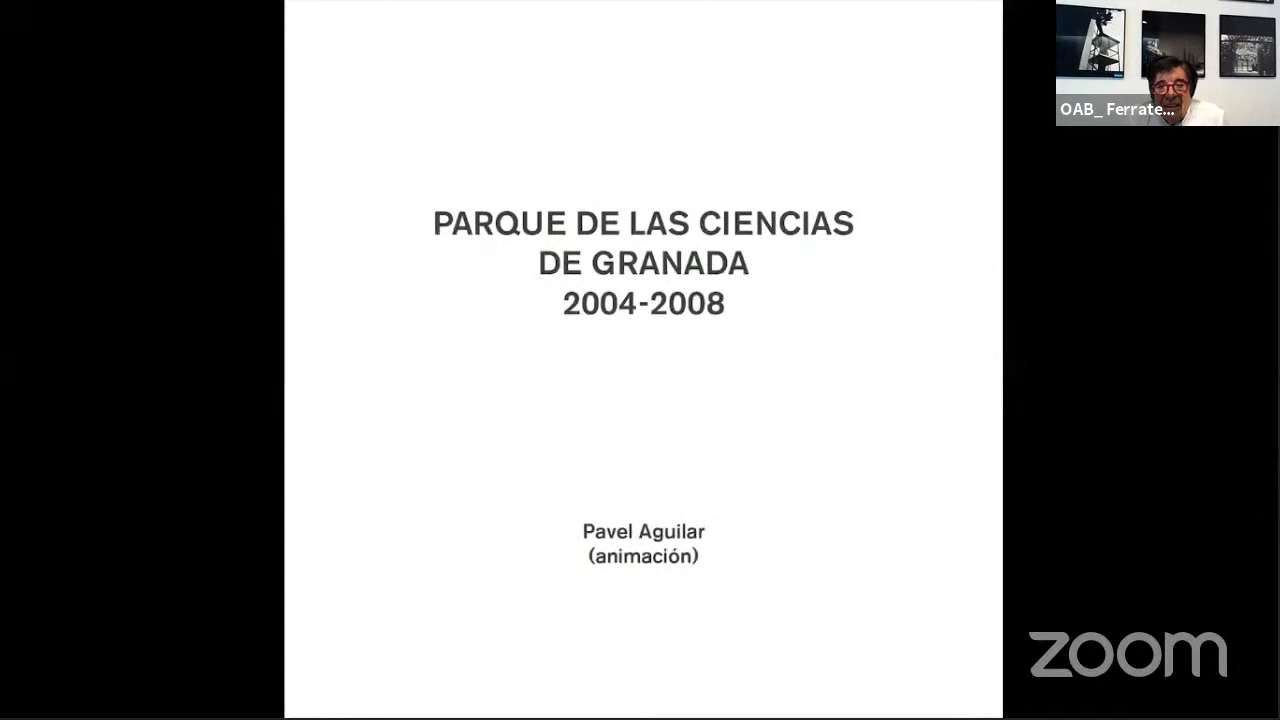 PARQUE DE LAS CIENCIAS
DE GRANADA
2004-2008
Pavel Aguilar
(animación)
OAB_ Ferrate...
zoom